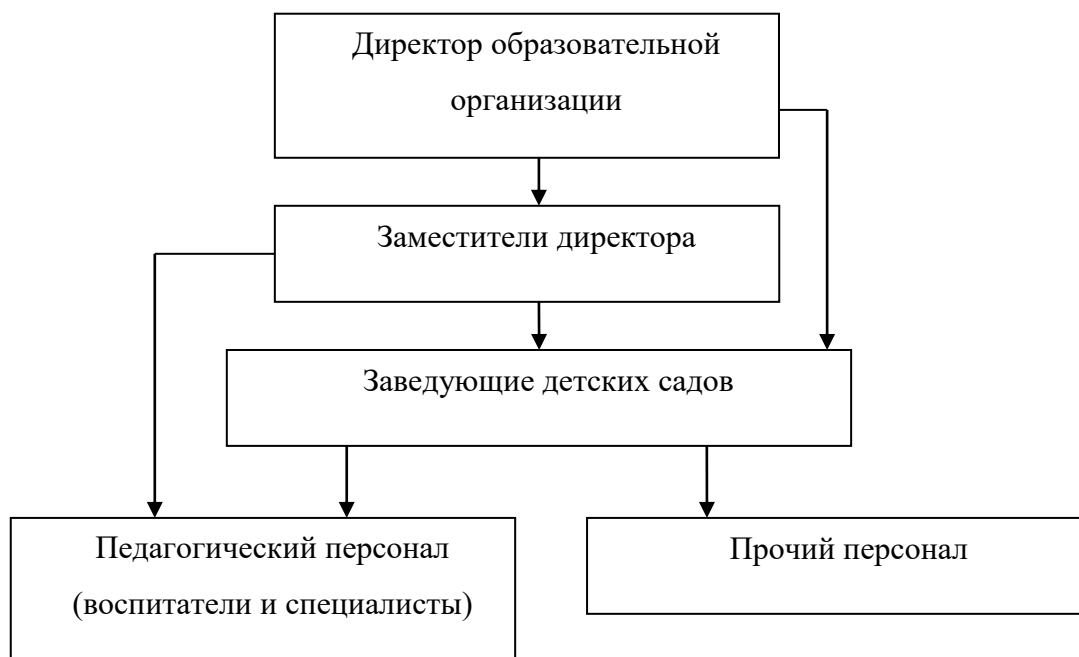 Директор образовательной
организации
Заместители директора
Заведующие детских садов
Педагогический персонал
(воспитатели и специалисты)
Прочий персонал